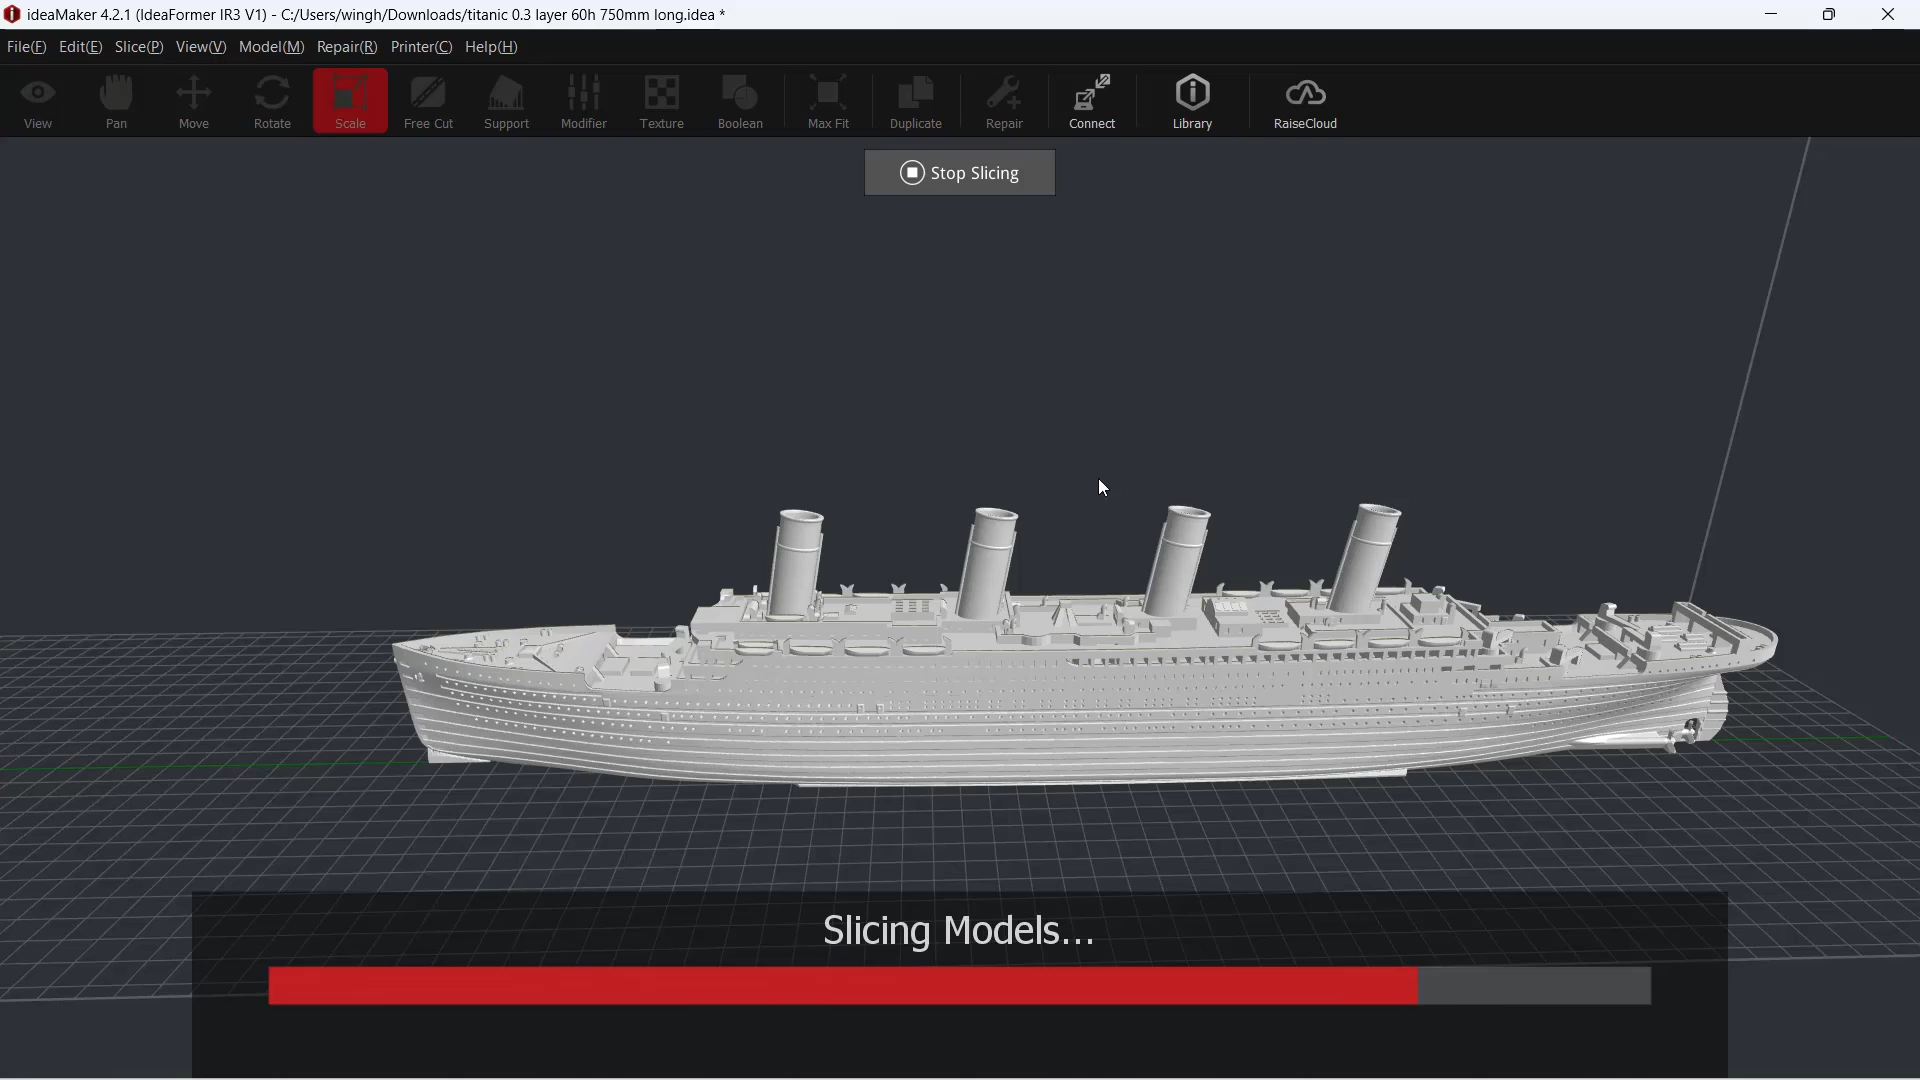 ideaMaker 4.2.1 (IdeaFormer IR3 V1) - C:/Users/wingh/Downloads/titanic 0.3 layer 60h 750mm long.idea *
File(F) Edit(E) Slice(P) View(V) Model(M) Repair(R) Printer(C) Help(H)
View Pan Move Rotate Scale Free Cut Support Modifier Texture Boolean Max Fit Duplicate Repair Connect Library RaiseCloud
Stop Slicing
Slicing Models...